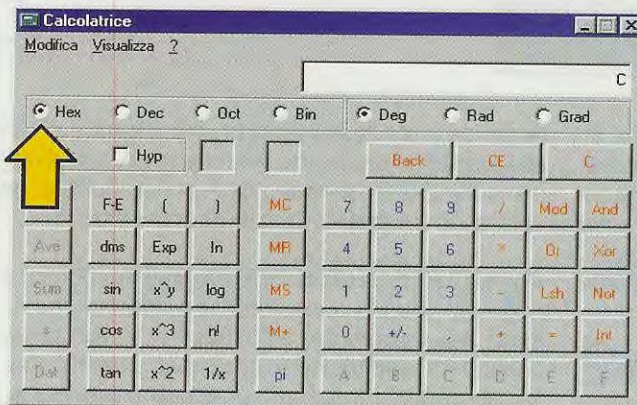 Calcolatrice
Modifica Visualizza ?
C
Hex Dec Oct Bin Deg Rad Grad
Hyp Back CE C
F-E ( ) MC 7 8 9 / Mod And
Ave dms Exp ln MR 4 5 6 * Or Xor
Sum sin x^y log MS 1 2 3 - Lsh Not
s cos x^3 n! M+ 0 +/- , + = Int
Dat tan x^2 1/x pi A B C D E F